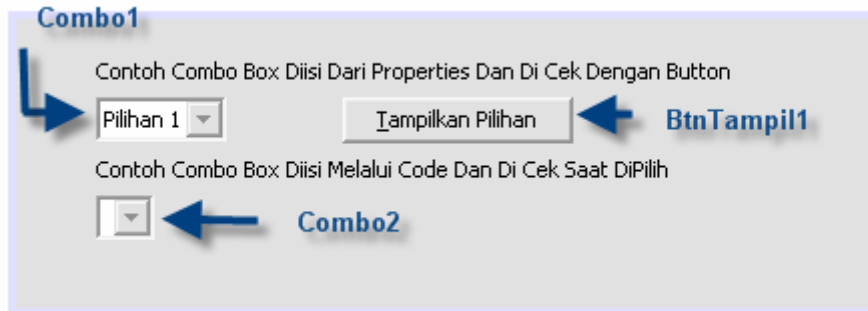 Combo1
Contoh Combo Box Diisi Dari Properties Dan Di Cek Dengan Button
Pilihan 1 Tampilkan Pilihan BtnTampil1
Contoh Combo Box Diisi Melalui Code Dan Di Cek Saat DiPilih
Combo2